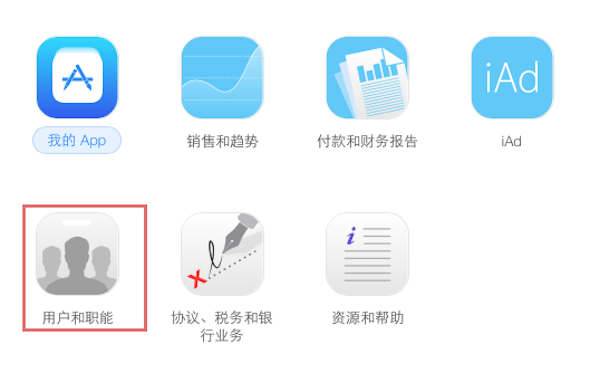 iAd
我的 App
销售和趋势
付款和财务报告
iAd
用户和职能
协议、税务和银
行业务
资源和帮助